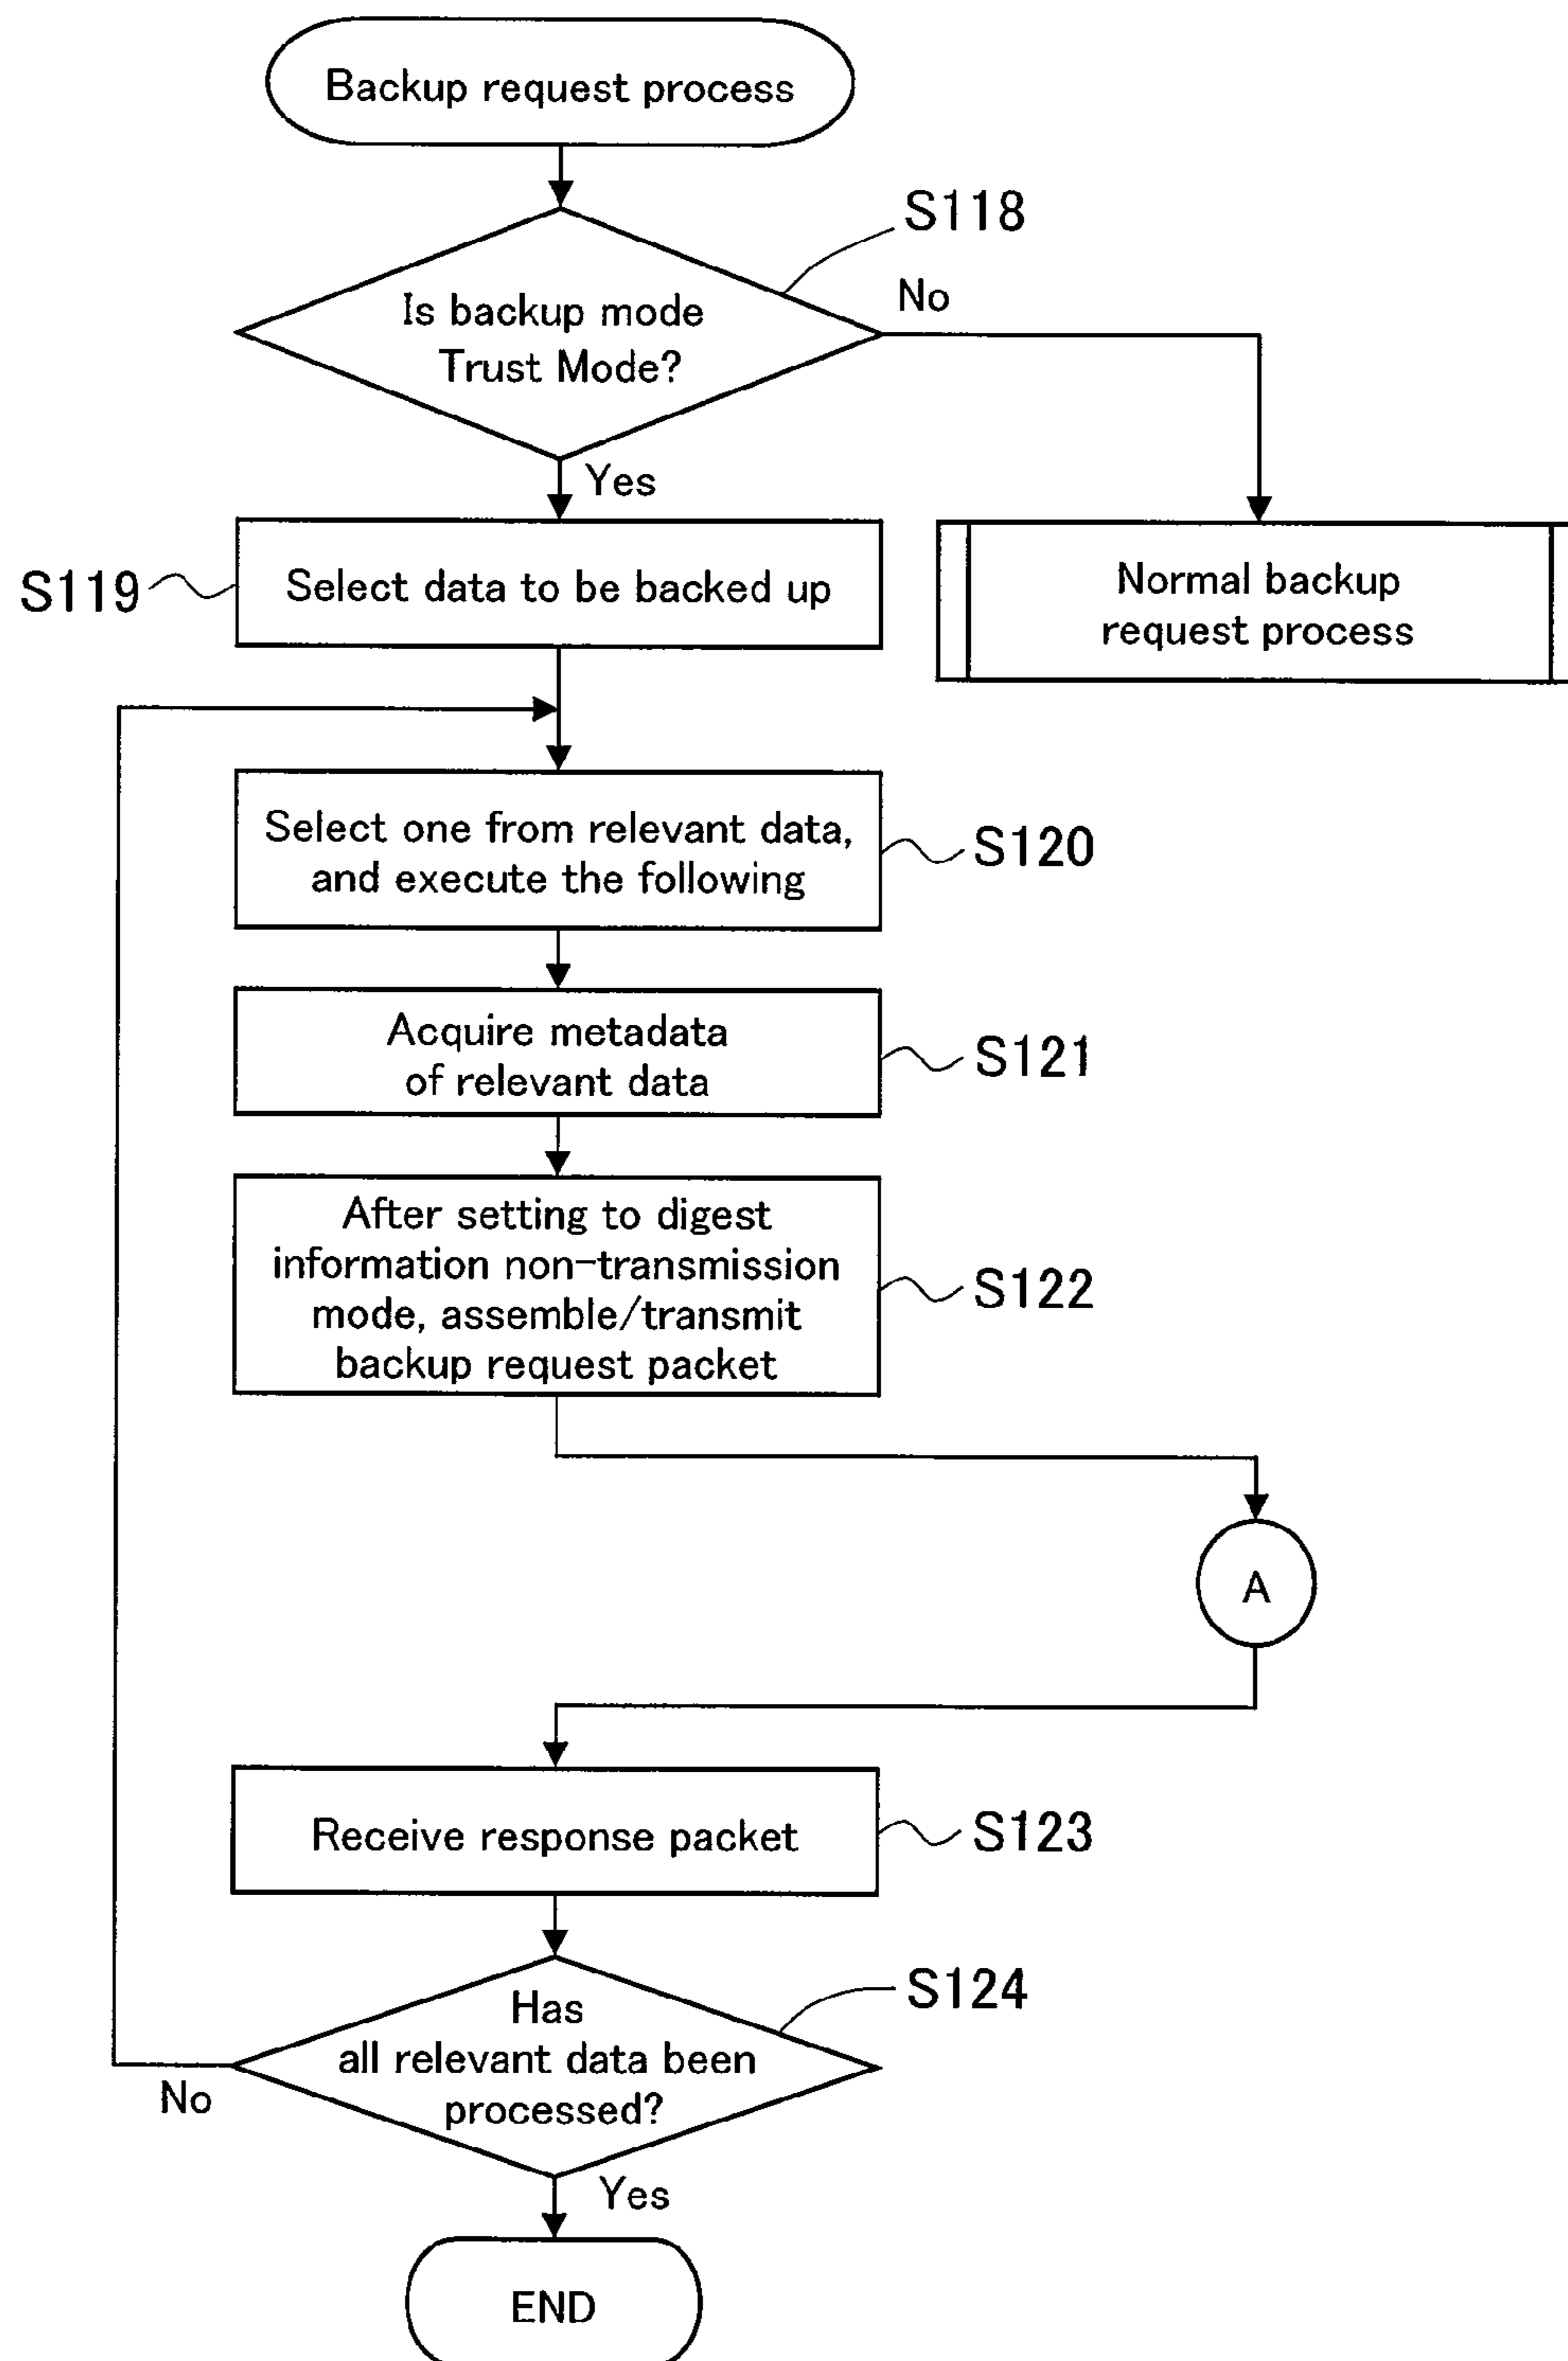 Backup request process
S118
No
Is backup mode
Trust Mode?
Yes
S119
Select data to be backed up
Normal backup
request process
Select one from relevant data,
and execute the following
S120
Acquire metadata
of relevant data
S121
After setting to digest
information non-transmission
mode, assemble/transmit
backup request packet
S122
A
Receive response packet
S123
S124
Has
all relevant data been
processed?
No
Yes
END